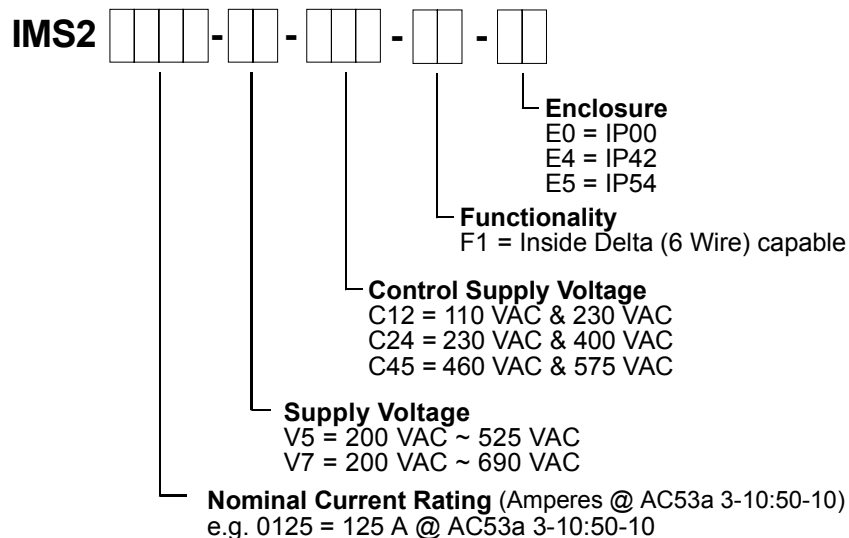 IMS2 - - - -
Enclosure
E0 = IP00
E4 = IP42
E5 = IP54
Functionality
F1 = Inside Delta (6 Wire) capable
Control Supply Voltage
C12 = 110 VAC & 230 VAC
C24 = 230 VAC & 400 VAC
C45 = 460 VAC & 575 VAC
Supply Voltage
V5 = 200 VAC ~ 525 VAC
V7 = 200 VAC ~ 690 VAC
Nominal Current Rating (Amperes @ AC53a 3-10:50-10)
e.g. 0125 = 125 A @ AC53a 3-10:50-10